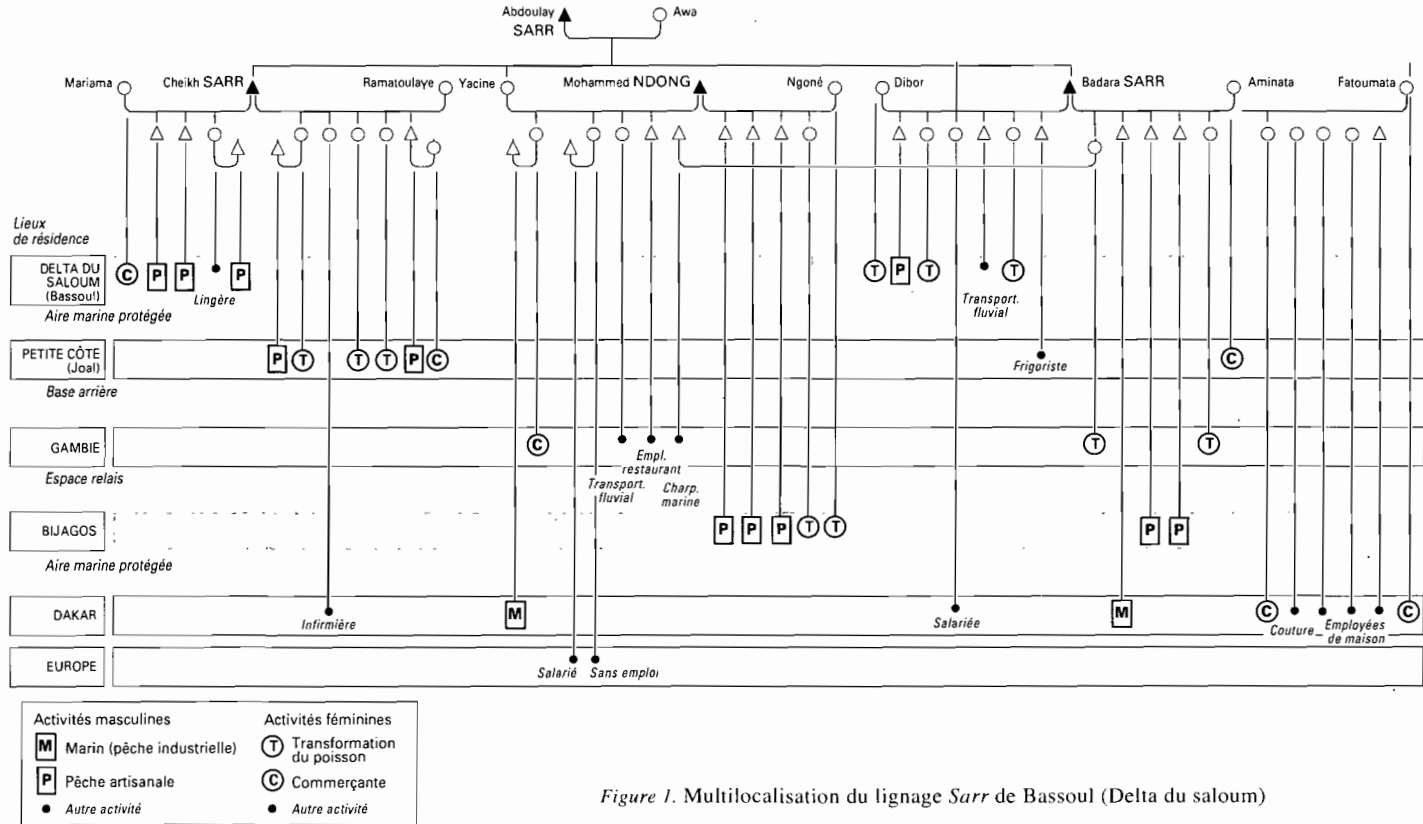 Abdoulay
SARR
Awa
Mariama
Cheikh SARR
Ramatoulaye
Yacine
Mohammed NDONG
Ngoné
Dibor
Badara SARR
Aminata
Fatoumata
Lieux
de résidence
DELTA DU
SALOUM
(Bassoul)
C P P P T P T T
Lingère
Transport.
fluvial
Aire marine protégée
PETITE CÔTE
(Joal)
P T T T P C C
Frigoriste
Base arrière
GAMBIE
C T T
Empl.
restaurant
Transport.
fluvial
Charp.
marine
Espace relais
BIJAGOS
P P P T T P P
Aire marine protégée
DAKAR
M M C C
Infirmière
Salariée
Couture
Employées
de maison
EUROPE
Salarié
Sans emploi
Activités masculines
M Marin (pêche industrielle)
P Pêche artisanale
Autre activité
Activités féminines
T Transformation
du poisson
C Commerçante
Autre activité
Figure 1. Multilocalisation du lignage Sarr de Bassoul (Delta du saloum)